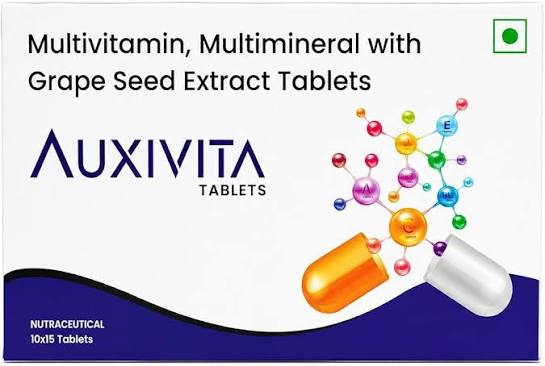 Multivitamin, Multimineral with
Grape Seed Extract Tablets
AUXIVITA
TABLETS
E
A
C
NUTRACEUTICAL
10x15 Tablets